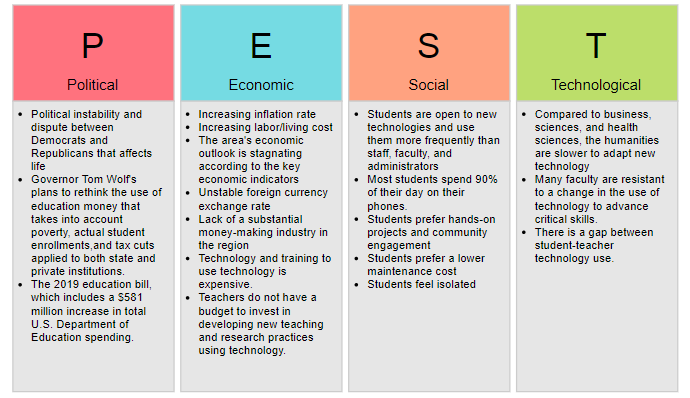 P
Political
• Political instability and
dispute between
Democrats and
Republicans that affects
life
• Governor Tom Wolf's
plans to rethink the use of
education money that
takes into account
poverty, actual student
enrollments,and tax cuts
applied to both state and
private institutions.
• The 2019 education bill,
which includes a $581
million increase in total
U.S. Department of
Education spending.
E
Economic
• Increasing inflation rate
• Increasing labor/living cost
• The area's economic
outlook is stagnating
according to the key
economic indicators
• Unstable foreign currency
exchange rate
• Lack of a substantial
money-making industry in
the region
• Technology and training to
use technology is
expensive.
• Teachers do not have a
budget to invest in
developing new teaching
and research practices
using technology.
S
Social
• Students are open to new
technologies and use
them more frequently than
staff, faculty, and
administrators
• Most students spend 90%
of their day on their
phones.
• Students prefer hands-on
projects and community
engagement
• Students prefer a lower
maintenance cost
• Students feel isolated
T
Technological
• Compared to business,
sciences, and health
sciences, the humanities
are slower to adapt new
technology
• Many faculty are resistant
to a change in the use of
technology to advance
critical skills.
• There is a gap between
student-teacher
technology use.